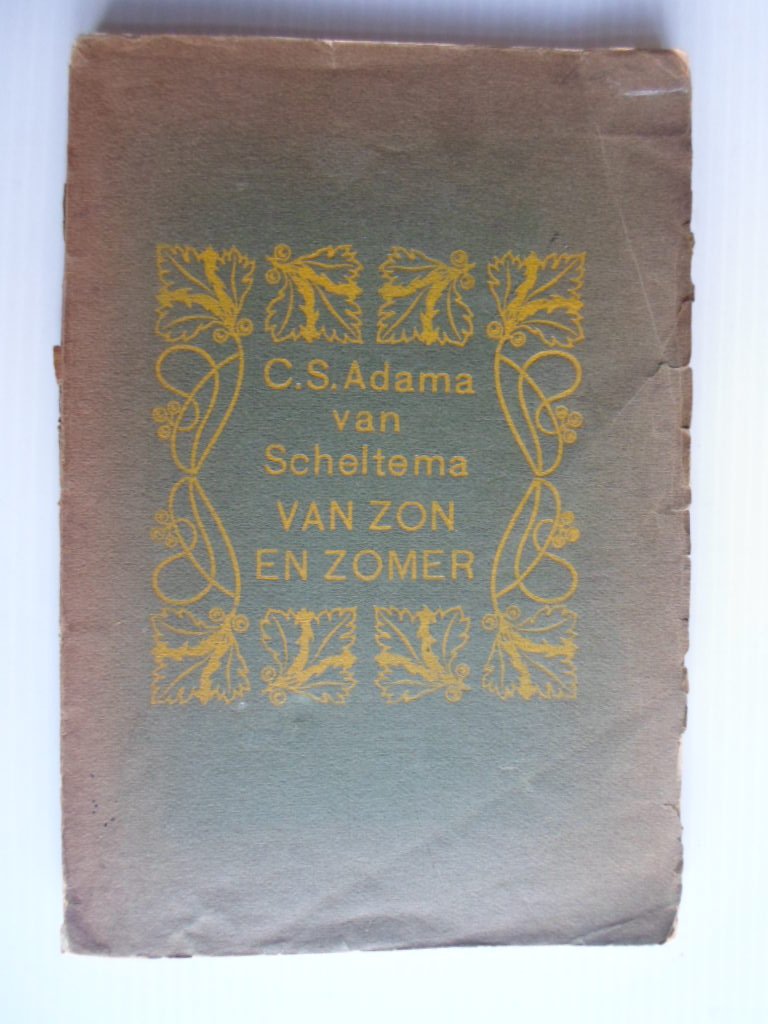 C.S.Adama
van
Scheltema
VAN ZON
EN ZOMER